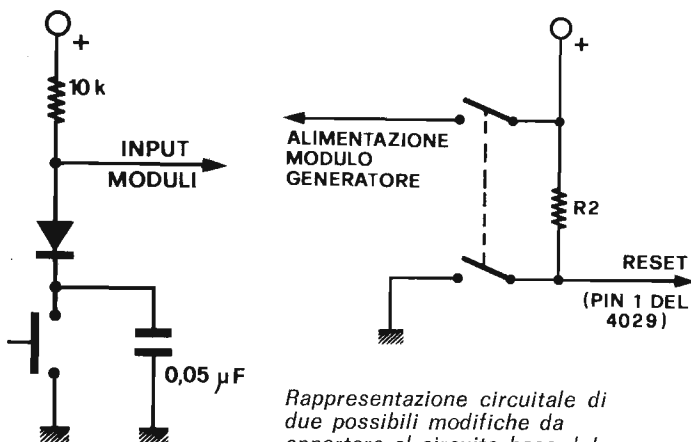 +
10 k
INPUT
MODULI
0,05 µF
+
ALIMENTAZIONE
MODULO
GENERATORE
R2
RESET
(PIN 1 DEL
4029)
Rappresentazione circuitale di
due possibili modifiche da